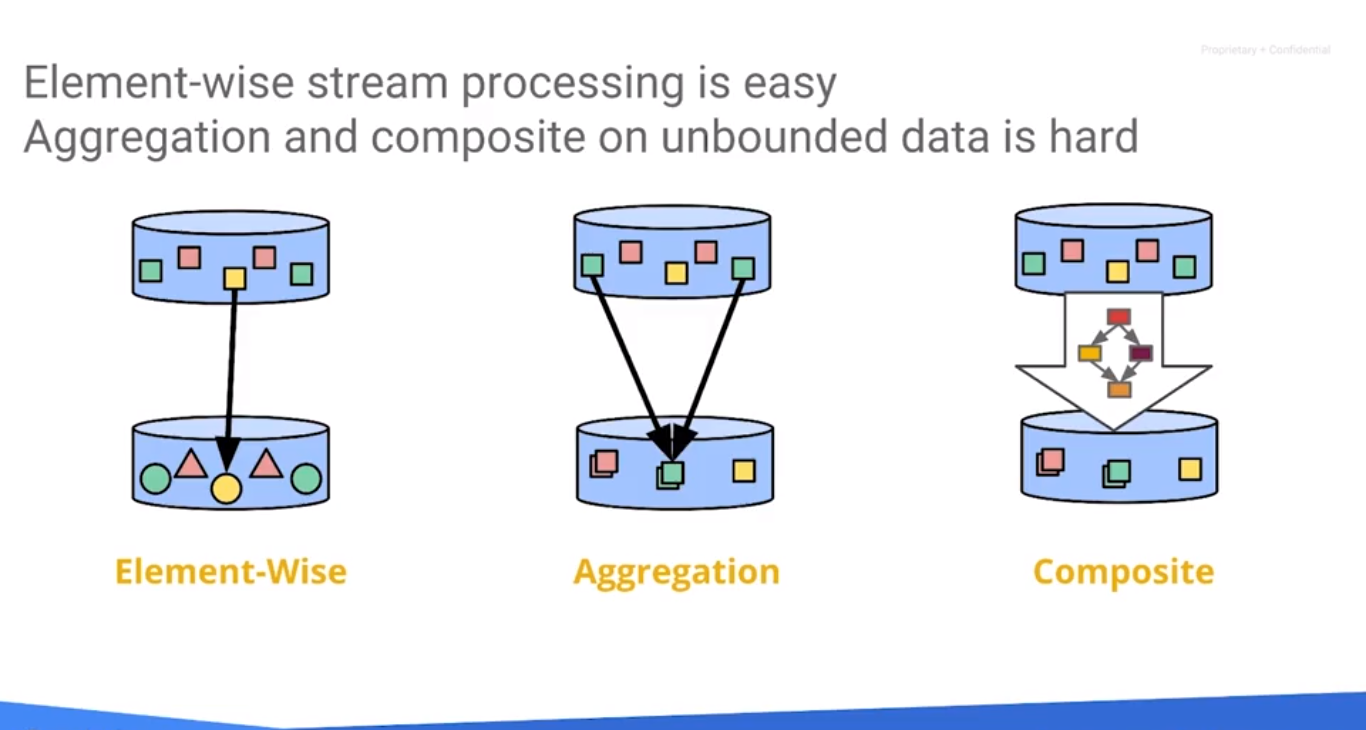 Proprietary + Confidential
Element-wise stream processing is easy
Aggregation and composite on unbounded data is hard
Element-Wise
Aggregation
Composite